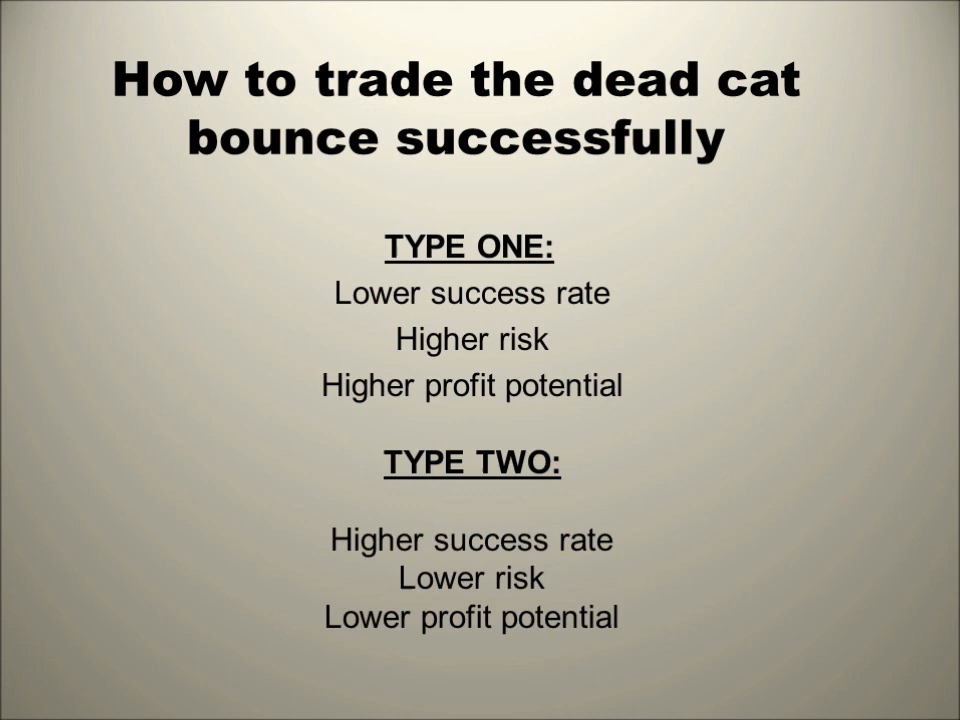 How to trade the dead cat
bounce successfully
TYPE ONE:
Lower success rate
Higher risk
Higher profit potential
TYPE TWO:
Higher success rate
Lower risk
Lower profit potential